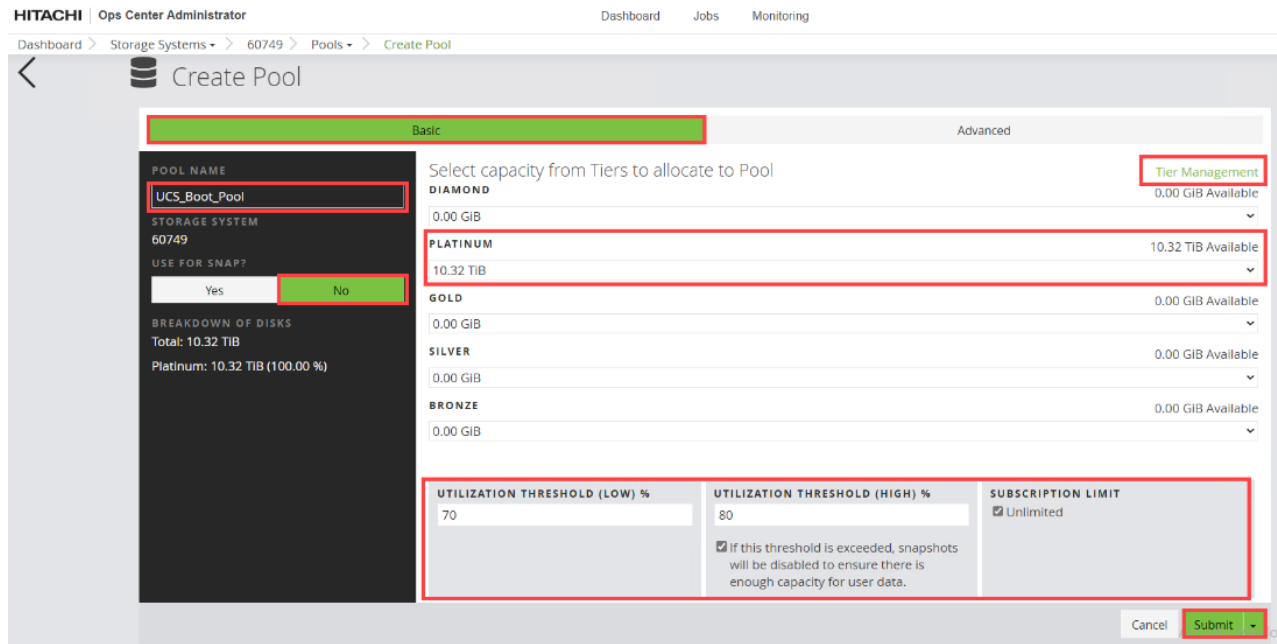 HITACHI Ops Center Administrator
Dashboard Jobs Monitoring
Dashboard Storage Systems 60749 Pools Create Pool
Create Pool
Basic
Advanced
POOL NAME
UCS_Boot_Pool
STORAGE SYSTEM
60749
USE FOR SNAP?
Yes No
BREAKDOWN OF DISKS
Total: 10.32 TiB
Platinum: 10.32 TiB (100.00 %)
Select capacity from Tiers to allocate to Pool
Tier Management
DIAMOND
0.00 GiB Available
0.00 GiB
PLATINUM
10.32 TiB Available
10.32 TiB
GOLD
0.00 GiB Available
0.00 GiB
SILVER
0.00 GiB Available
0.00 GiB
BRONZE
0.00 GiB Available
0.00 GiB
UTILIZATION THRESHOLD (LOW) %
70
UTILIZATION THRESHOLD (HIGH) %
80
If this threshold is exceeded, snapshots
will be disabled to ensure there is
enough capacity for user data.
SUBSCRIPTION LIMIT
Unlimited
Cancel Submit